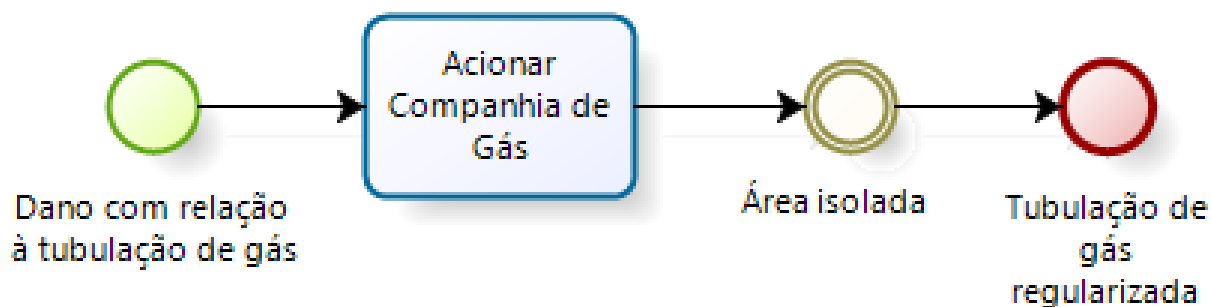 Dano com relação
à tubulação de gás
Acionar
Companhia de
Gás
Área isolada
Tubulação de
gás
regularizada